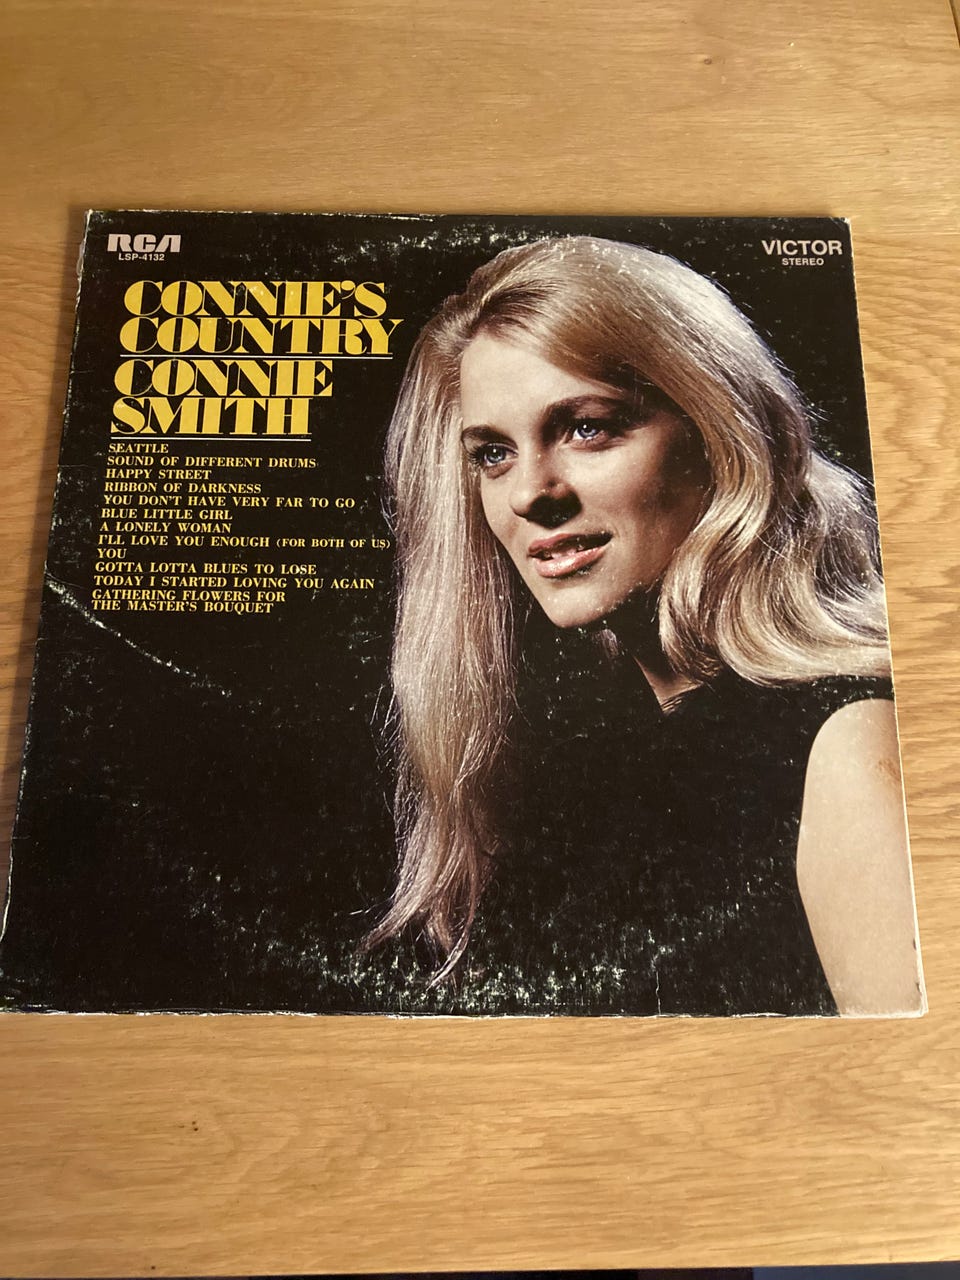 RCA
LSP-4132
VICTOR
STEREO
CONNIE'S
COUNTRY
CONNIE
SMITH
SEATTLE
SOUND OF DIFFERENT DRUMS
HAPPY STREET
RIBBON OF DARKNESS
YOU DON'T HAVE VERY FAR TO GO
BLUE LITTLE GIRL
A LONELY WOMAN
I'LL LOVE YOU ENOUGH (FOR BOTH OF US)
YOU
GOTTA LOTTA BLUES TO LOSE
TODAY I STARTED LOVING YOU AGAIN
GATHERING FLOWERS FOR
THE MASTER'S BOUQUET